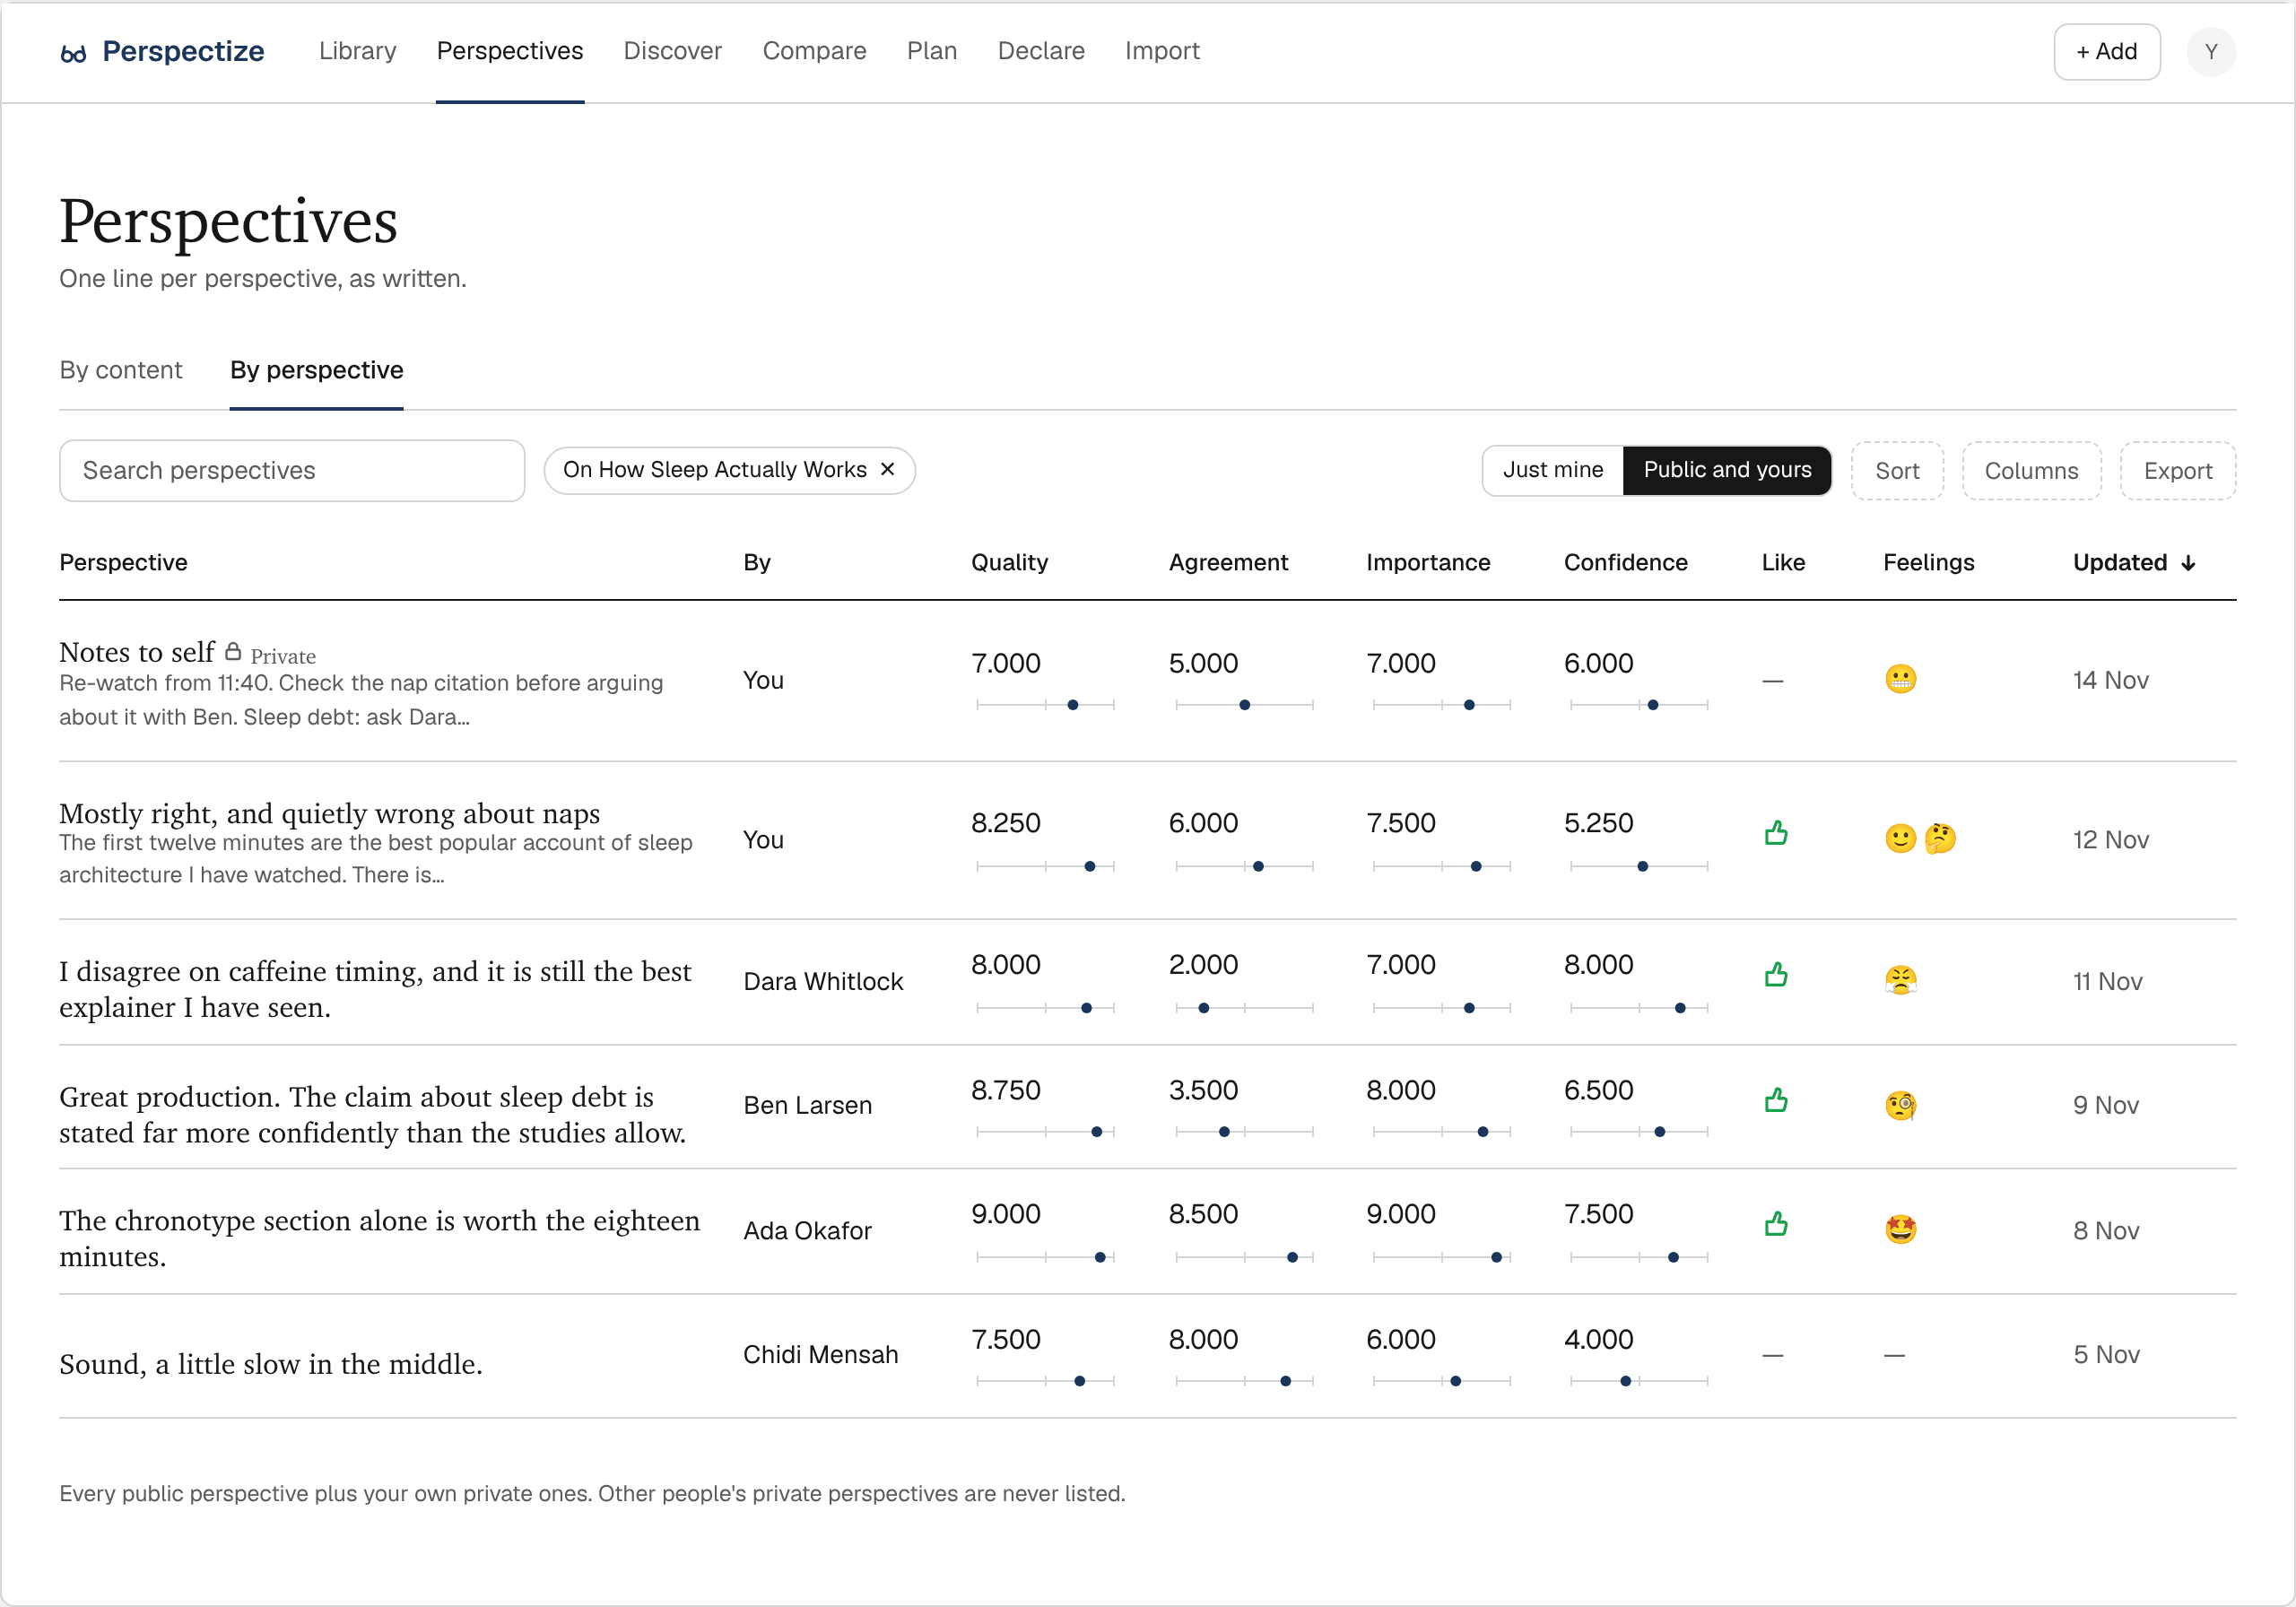 Perspectize Library Perspectives Discover Compare Plan Declare Import + Add Y
Perspectives
One line per perspective, as written.
By content By perspective
Search perspectives On How Sleep Actually Works ✕ Just mine Public and yours Sort Columns Export
Perspective By Quality Agreement Importance Confidence Like Feelings Updated ↓
Notes to self Private
Re-watch from 11:40. Check the nap citation before arguing
about it with Ben. Sleep debt: ask Dara…
You 7.000 5.000 7.000 6.000 — 14 Nov
Mostly right, and quietly wrong about naps
The first twelve minutes are the best popular account of sleep
architecture I have watched. There is…
You 8.250 6.000 7.500 5.250 12 Nov
I disagree on caffeine timing, and it is still the best
explainer I have seen.
Dara Whitlock 8.000 2.000 7.000 8.000 11 Nov
Great production. The claim about sleep debt is
stated far more confidently than the studies allow.
Ben Larsen 8.750 3.500 8.000 6.500 9 Nov
The chronotype section alone is worth the eighteen
minutes.
Ada Okafor 9.000 8.500 9.000 7.500 8 Nov
Sound, a little slow in the middle.
Chidi Mensah 7.500 8.000 6.000 4.000 — — 5 Nov
Every public perspective plus your own private ones. Other people's private perspectives are never listed.